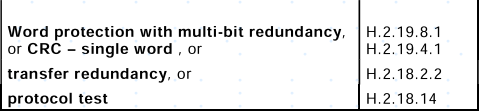 Word protection with multi-bit redundancy, H.2.19.8.1
or CRC – single word , or H.2.19.4.1
transfer redundancy, or H.2.18.2.2
protocol test H.2.18.14